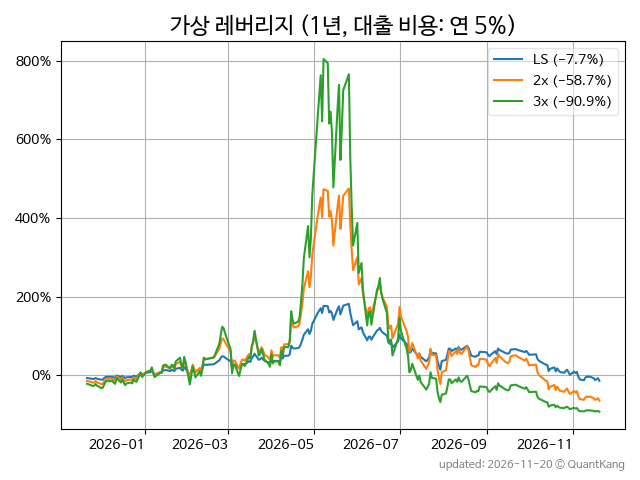 가상 레버리지 (1년, 대출 비용: 연 5%)
LS (-7.7%)
2x (-58.7%)
3x (-90.9%)
800%
600%
400%
200%
0%
2026-01 2026-03 2026-05 2026-07 2026-09 2026-11
updated: 2026-11-20 © QuantKang